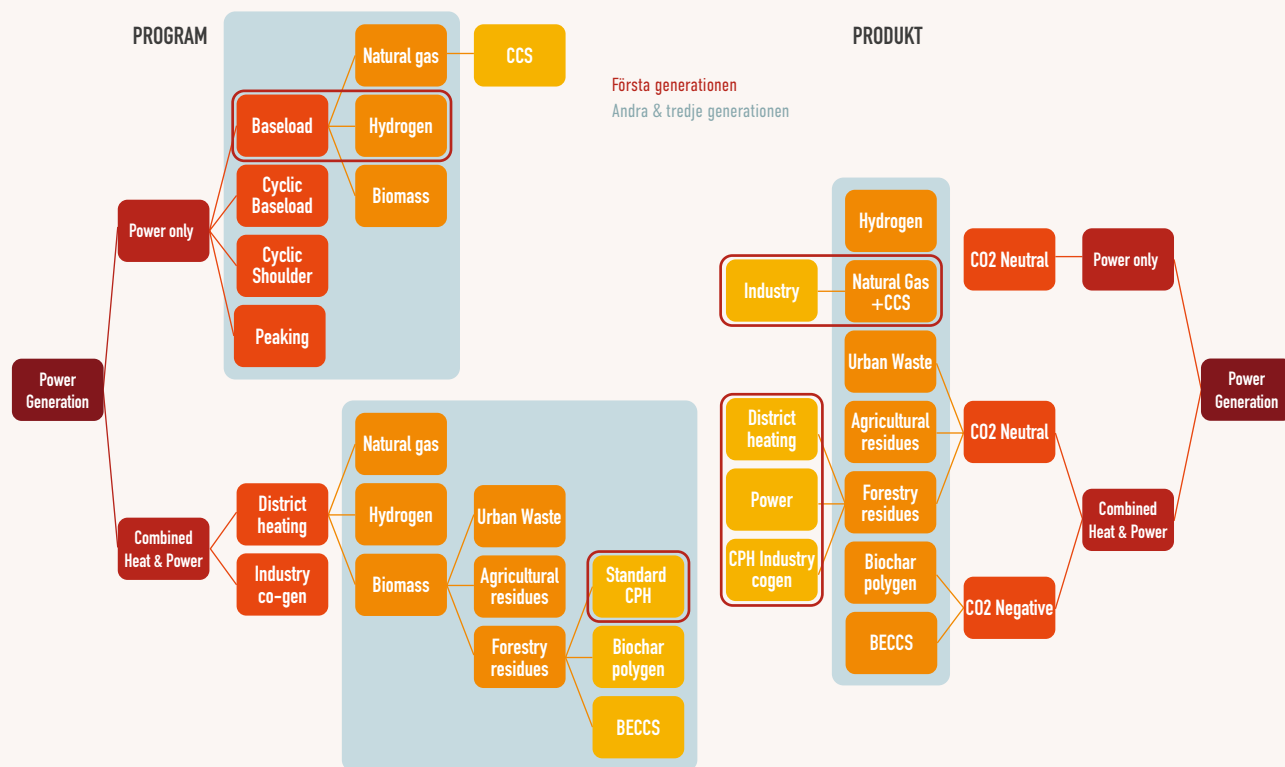 PROGRAM
Natural gas
CCS
Baseload
Hydrogen
Cyclic
Baseload
Biomass
Power only
Cyclic
Shoulder
Peaking
Power
Generation
Natural gas
District
heating
Hydrogen
Urban Waste
Combined
Heat & Power
Industry
co-gen
Biomass
Agricultural
residues
Standard
CPH
Forestry
residues
Biochar
polygen
BECCS
Första generationen
Andra & tredje generationen
PRODUKT
Hydrogen
CO2 Neutral
Power only
Industry
Natural Gas
+CCS
Urban Waste
Power
Generation
District
heating
Agricultural
residues
CO2 Neutral
Power
Forestry
residues
Combined
Heat & Power
CPH Industry
cogen
Biochar
polygen
CO2 Negative
BECCS